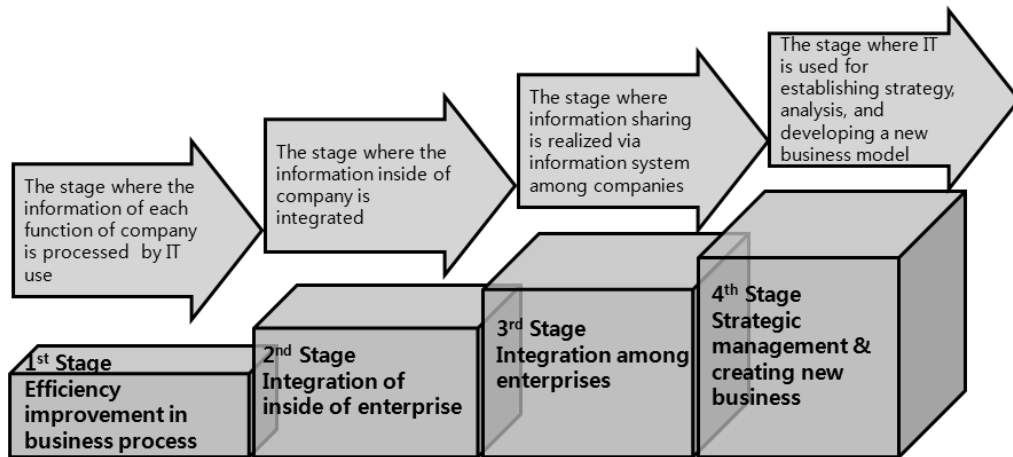 The stage where the
information of each
function of company
is processed  by IT
use
The stage where the
information inside of
company is
integrated
The stage where
information sharing
is realized via
information system
among companies
The stage where IT
is used for
establishing strategy,
analysis, and
developing a new
business model
1st Stage
Efficiency
improvement in
business process
2nd Stage
Integration of
inside of enterprise
3rd Stage
Integration among
enterprises
4th Stage
Strategic
management &
creating new
business